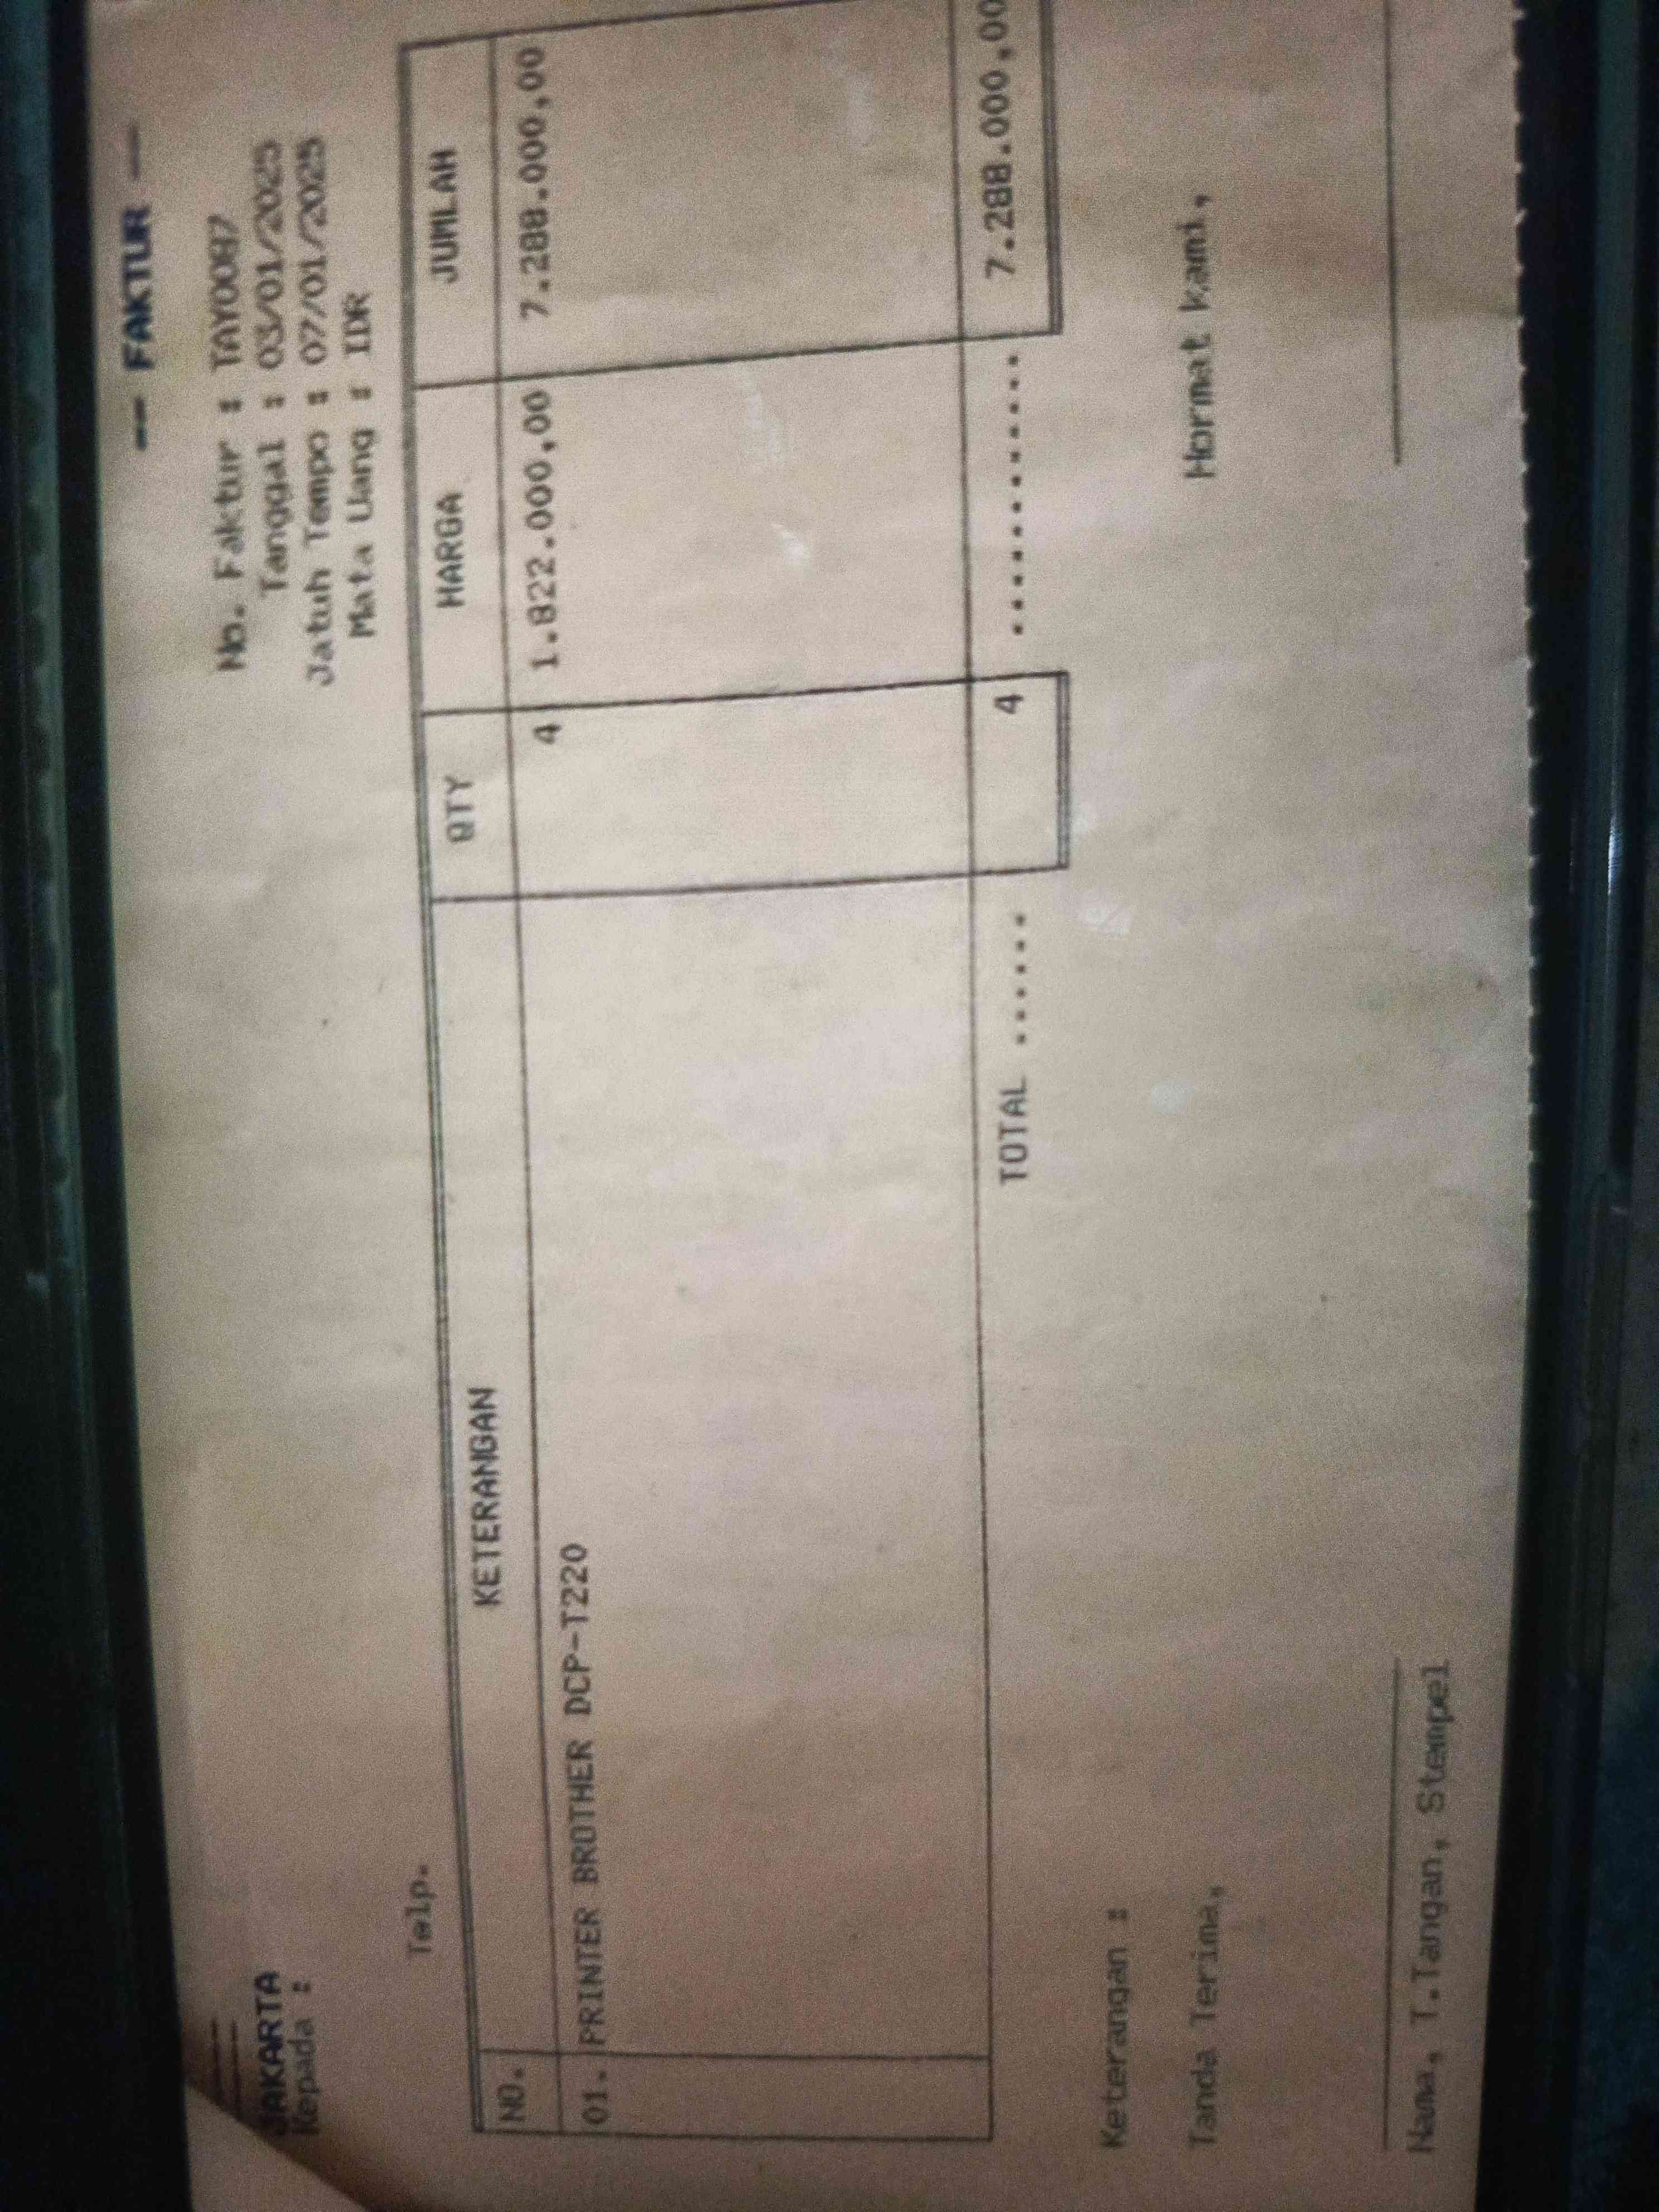 -- FAKTUR --
JAKARTA
Kepada :
No. Faktur : TAY0087
Tanggal : 03/01/2025
Jatuh Tempo : 07/01/2025
Mata Uang : IDR
Telp.
NO. KETERANGAN QTY HARGA JUMLAH
01. PRINTER BROTHER DCP-T220 4 1.822.000,00 7.288.000,00
TOTAL ...... 4 ............. 7.288.000,00
Keterangan :
Tanda Terima, Hormat kami,
Nama, T.Tangan, Stempel